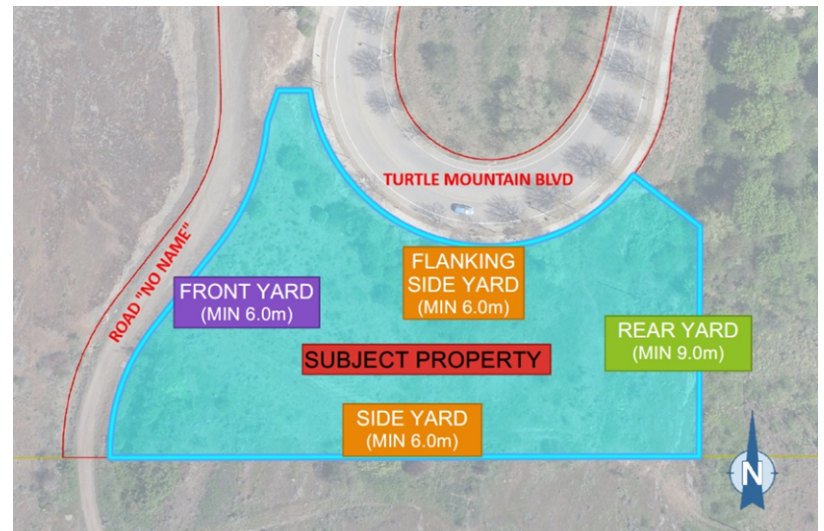 TURTLE MOUNTAIN BLVD
ROAD "NO NAME"
FLANKING
SIDE YARD
(MIN 6.0m)
FRONT YARD
(MIN 6.0m)
REAR YARD
(MIN 9.0m)
SUBJECT PROPERTY
SIDE YARD
(MIN 6.0m)
N